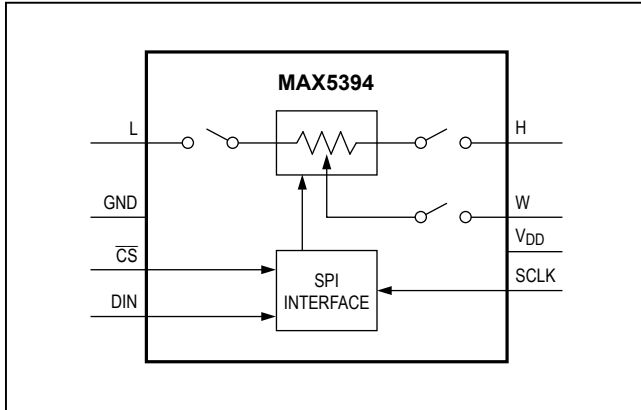 MAX5394
L
H
GND
W
VDD
CS
SCLK
SPI
INTERFACE
DIN